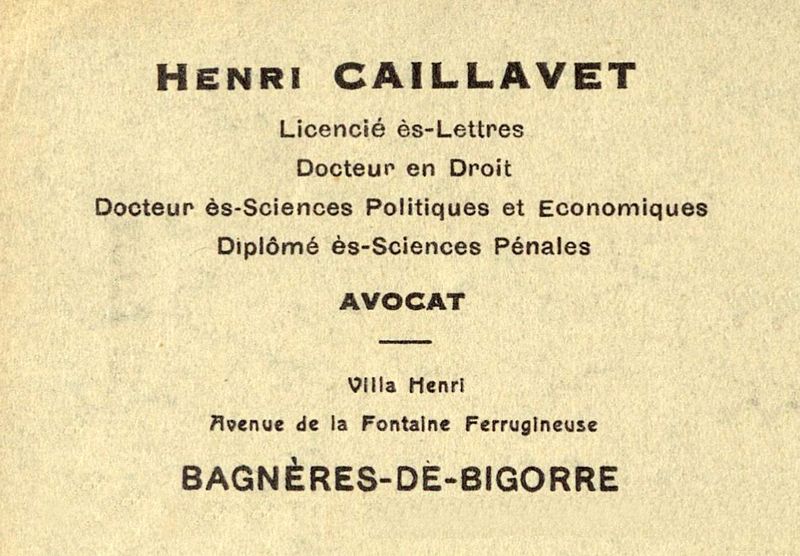 HENRI CAILLAVET
Licencié ès-Lettres
Docteur en Droit
Docteur ès-Sciences Politiques et Economiques
Diplômé ès-Sciences Pénales
AVOCAT
Villa Henri
Avenue de la Fontaine Ferrugineuse
BAGNÈRES-DE-BIGORRE